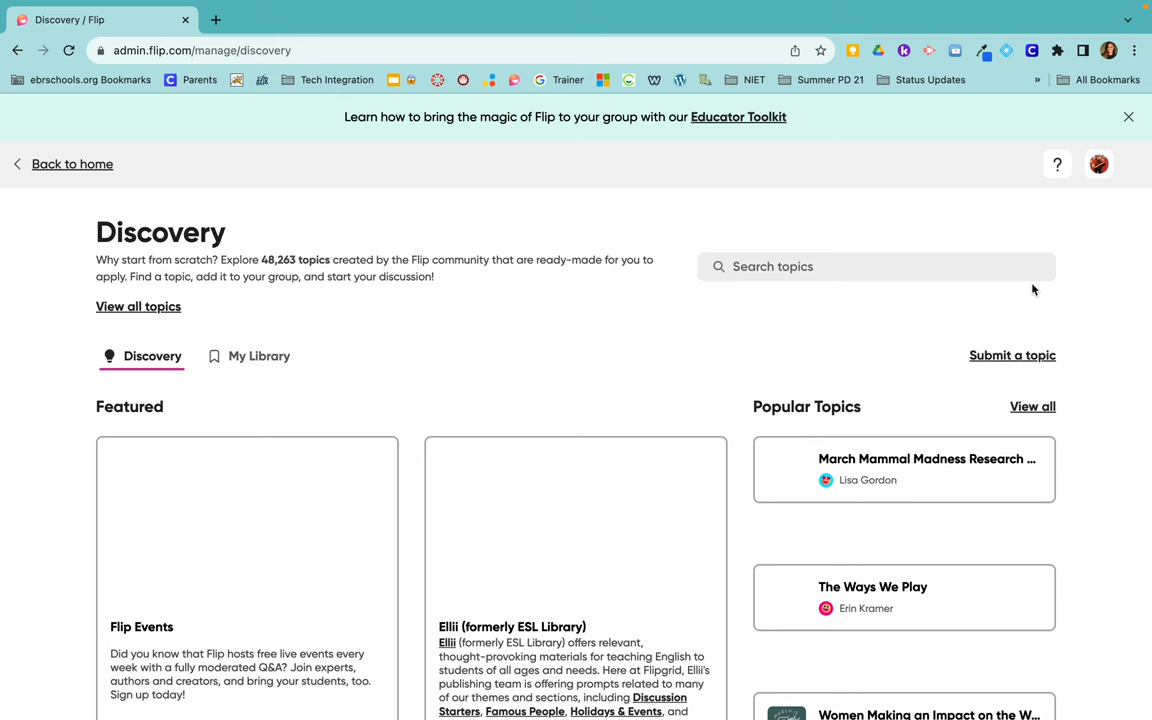 Discovery / Flip
admin.flip.com/manage/discovery
ebrschools.org Bookmarks
Parents
Tech Integration
Trainer
NIET
Summer PD 21
Status Updates
»
All Bookmarks
Learn how to bring the magic of Flip to your group with our Educator Toolkit
Back to home
?
Discovery
Why start from scratch? Explore 48,263 topics created by the Flip community that are ready-made for you to
apply. Find a topic, add it to your group, and start your discussion!
Search topics
View all topics
Discovery
My Library
Submit a topic
Featured
Flip Events
Did you know that Flip hosts free live events every
week with a fully moderated Q&A? Join experts,
authors and creators, and bring your students, too.
Sign up today!
Ellii (formerly ESL Library)
Ellii (formerly ESL Library) offers relevant,
thought-provoking materials for teaching English to
students of all ages and needs. Here at Flipgrid, Ellii's
publishing team is offering prompts related to many
of our themes and sections, including Discussion
Starters, Famous People, Holidays & Events, and
Popular Topics
View all
March Mammal Madness Research ...
Lisa Gordon
The Ways We Play
Erin Kramer
Women Making an Impact on the W...